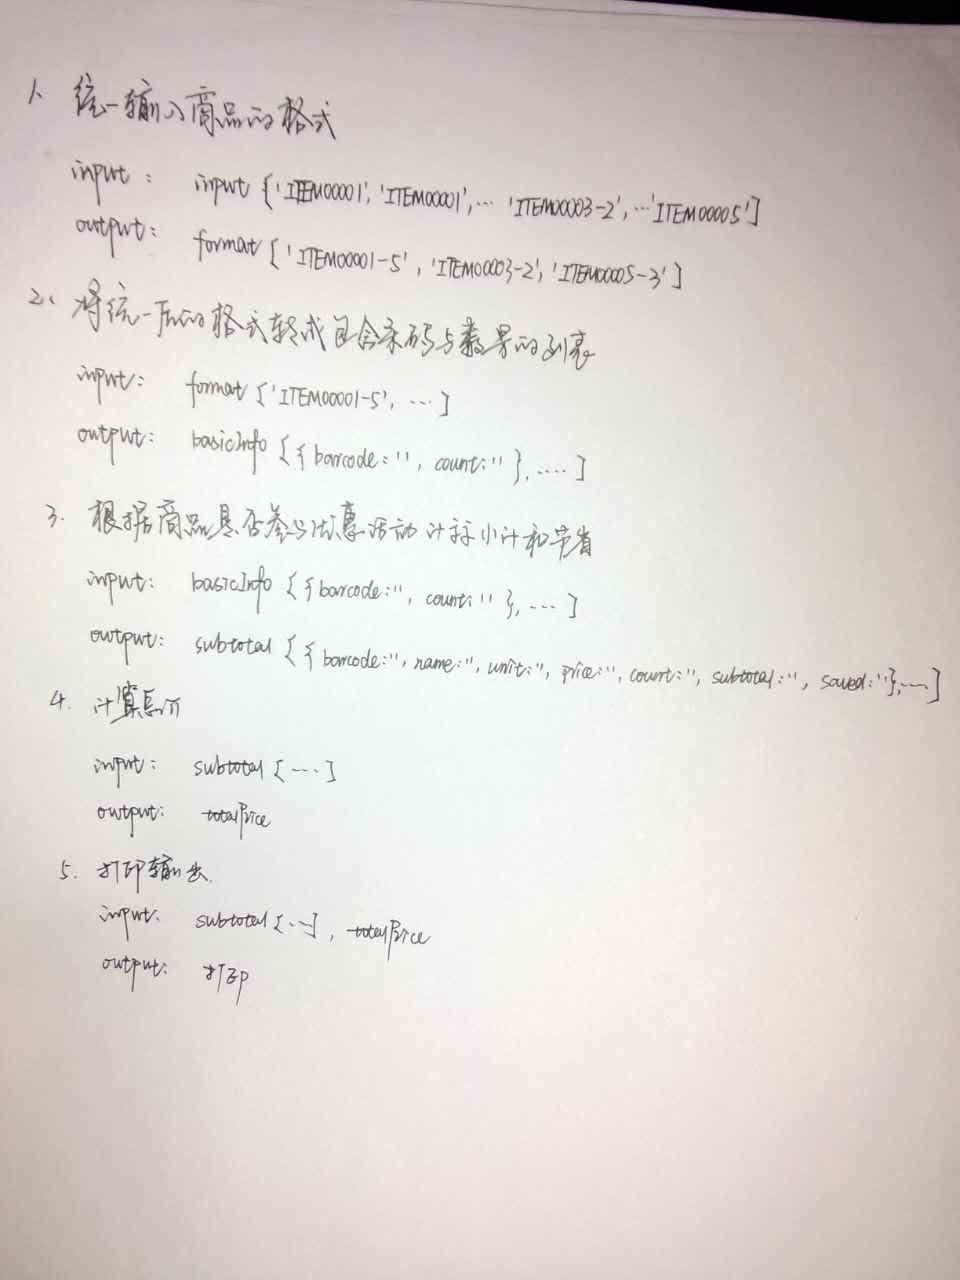 1、统一输入商品的格式
input: input ['ITEM00001', 'ITEM00001', ... 'ITEM00003-2', ... 'ITEM00005']
output: format ['ITEM00001-5', 'ITEM00003-2', 'ITEM00005-3']
2、将统一后的格式转成包含条码与数量的列表
input: format ['ITEM00001-5', ...]
output: basicInfo [{barcode:'', count:''}, ....]
3. 根据商品是否参与优惠活动计算小计和节省
input: basicInfo [{barcode:'', count:''}, ...]
output: subtotal [{barcode:'', name:'', unit:'', price:'', count:'', subtotal:'', saved:''}, ...]
4. 计算总价
input: subtotal [....]
output: totalPrice
5. 打印输出.
input: subtotal [...], totalPrice
output: 打印